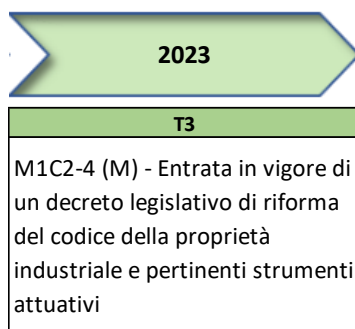 2023
T3
M1C2-4 (M) - Entrata in vigore di
un decreto legislativo di riforma
del codice della proprietà
industriale e pertinenti strumenti
attuativi